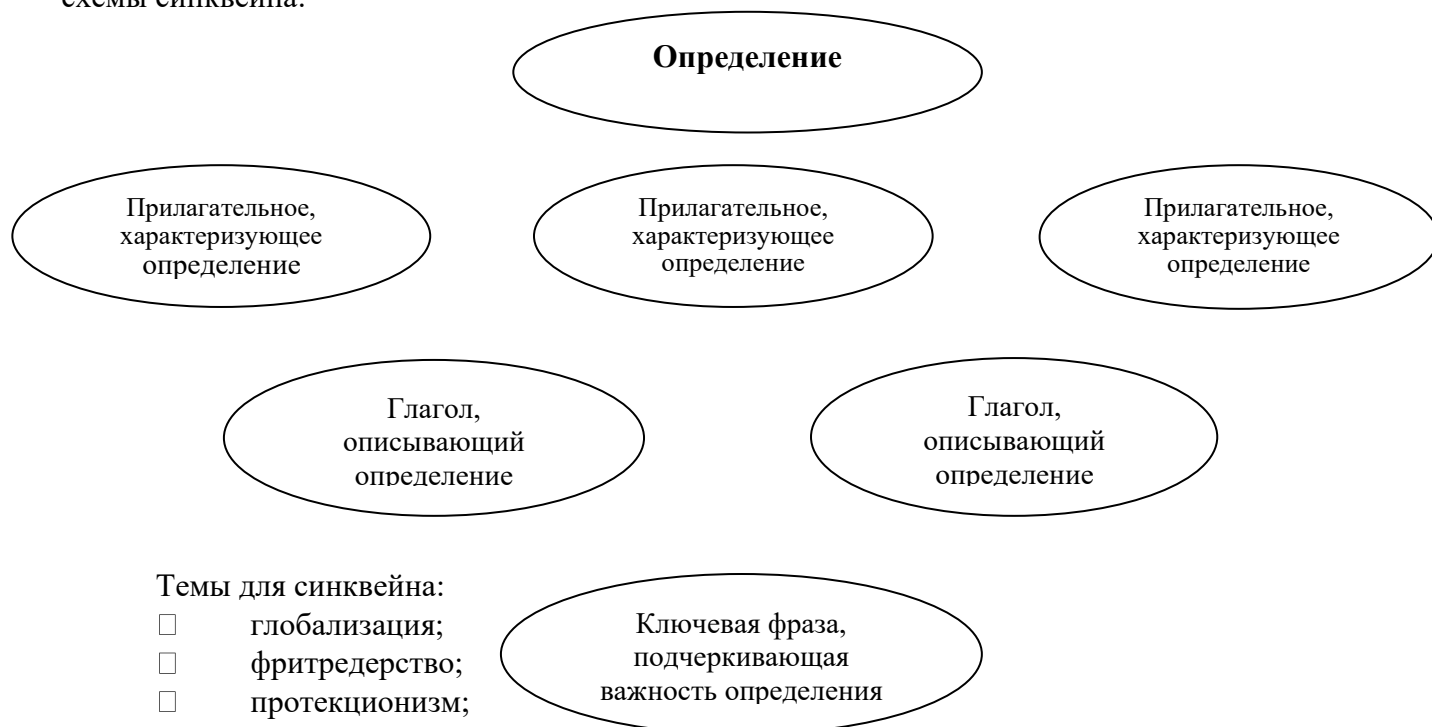 схемы синквейна:
Определение
Прилагательное,
характеризующее
определение
Прилагательное,
характеризующее
определение
Прилагательное,
характеризующее
определение
Глагол,
описывающий
определение
Глагол,
описывающий
определение
Темы для синквейна:
глобализация;
фритредерство;
протекционизм;
Ключевая фраза,
подчеркивающая
важность определения